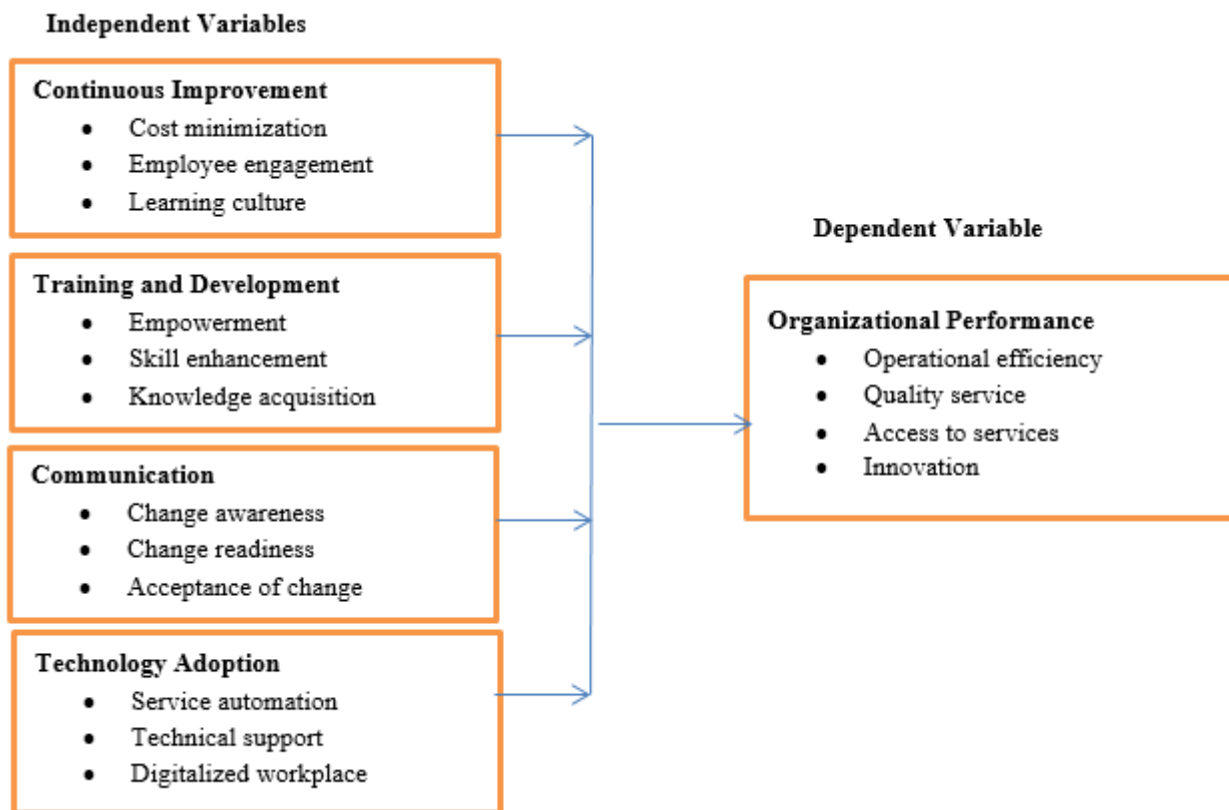 Independent Variables
Continuous Improvement
• Cost minimization
• Employee engagement
• Learning culture
Training and Development
• Empowerment
• Skill enhancement
• Knowledge acquisition
Communication
• Change awareness
• Change readiness
• Acceptance of change
Technology Adoption
• Service automation
• Technical support
• Digitalized workplace
Dependent Variable
Organizational Performance
• Operational efficiency
• Quality service
• Access to services
• Innovation